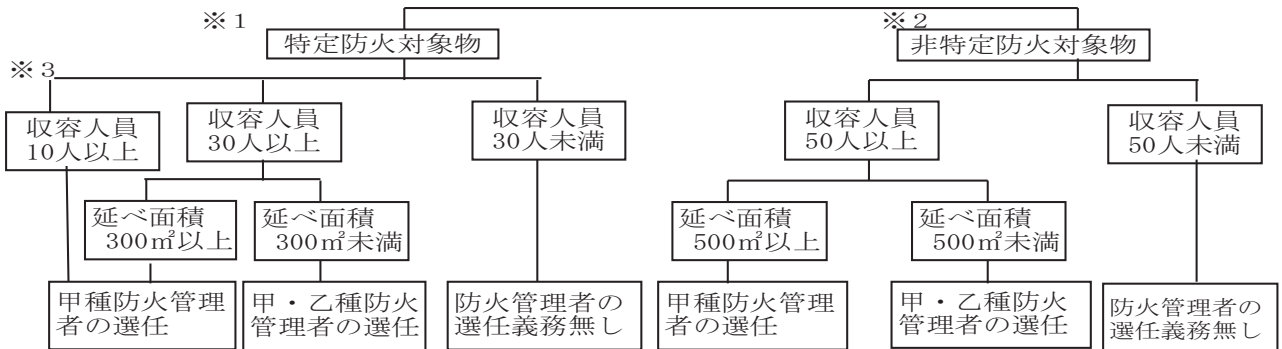 ※１
※２
特定防火対象物
非特定防火対象物
※３
収容人員
10人以上
収容人員
30人以上
収容人員
30人未満
収容人員
50人以上
収容人員
50人未満
延べ面積
300㎡以上
延べ面積
300㎡未満
延べ面積
500㎡以上
延べ面積
500㎡未満
甲種防火管理
者の選任
甲・乙種防火
管理者の選任
防火管理者の
選任義務無し
甲種防火管理
者の選任
甲・乙種防火
管理者の選任
防火管理者の
選任義務無し